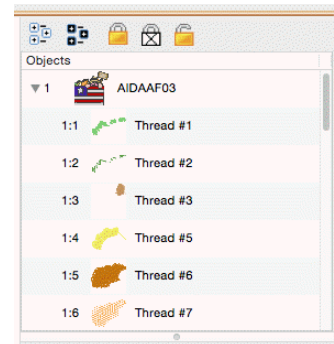 Objects
1 AIDAAF03
1:1 Thread #1
1:2 Thread #2
1:3 Thread #3
1:4 Thread #5
1:5 Thread #6
1:6 Thread #7